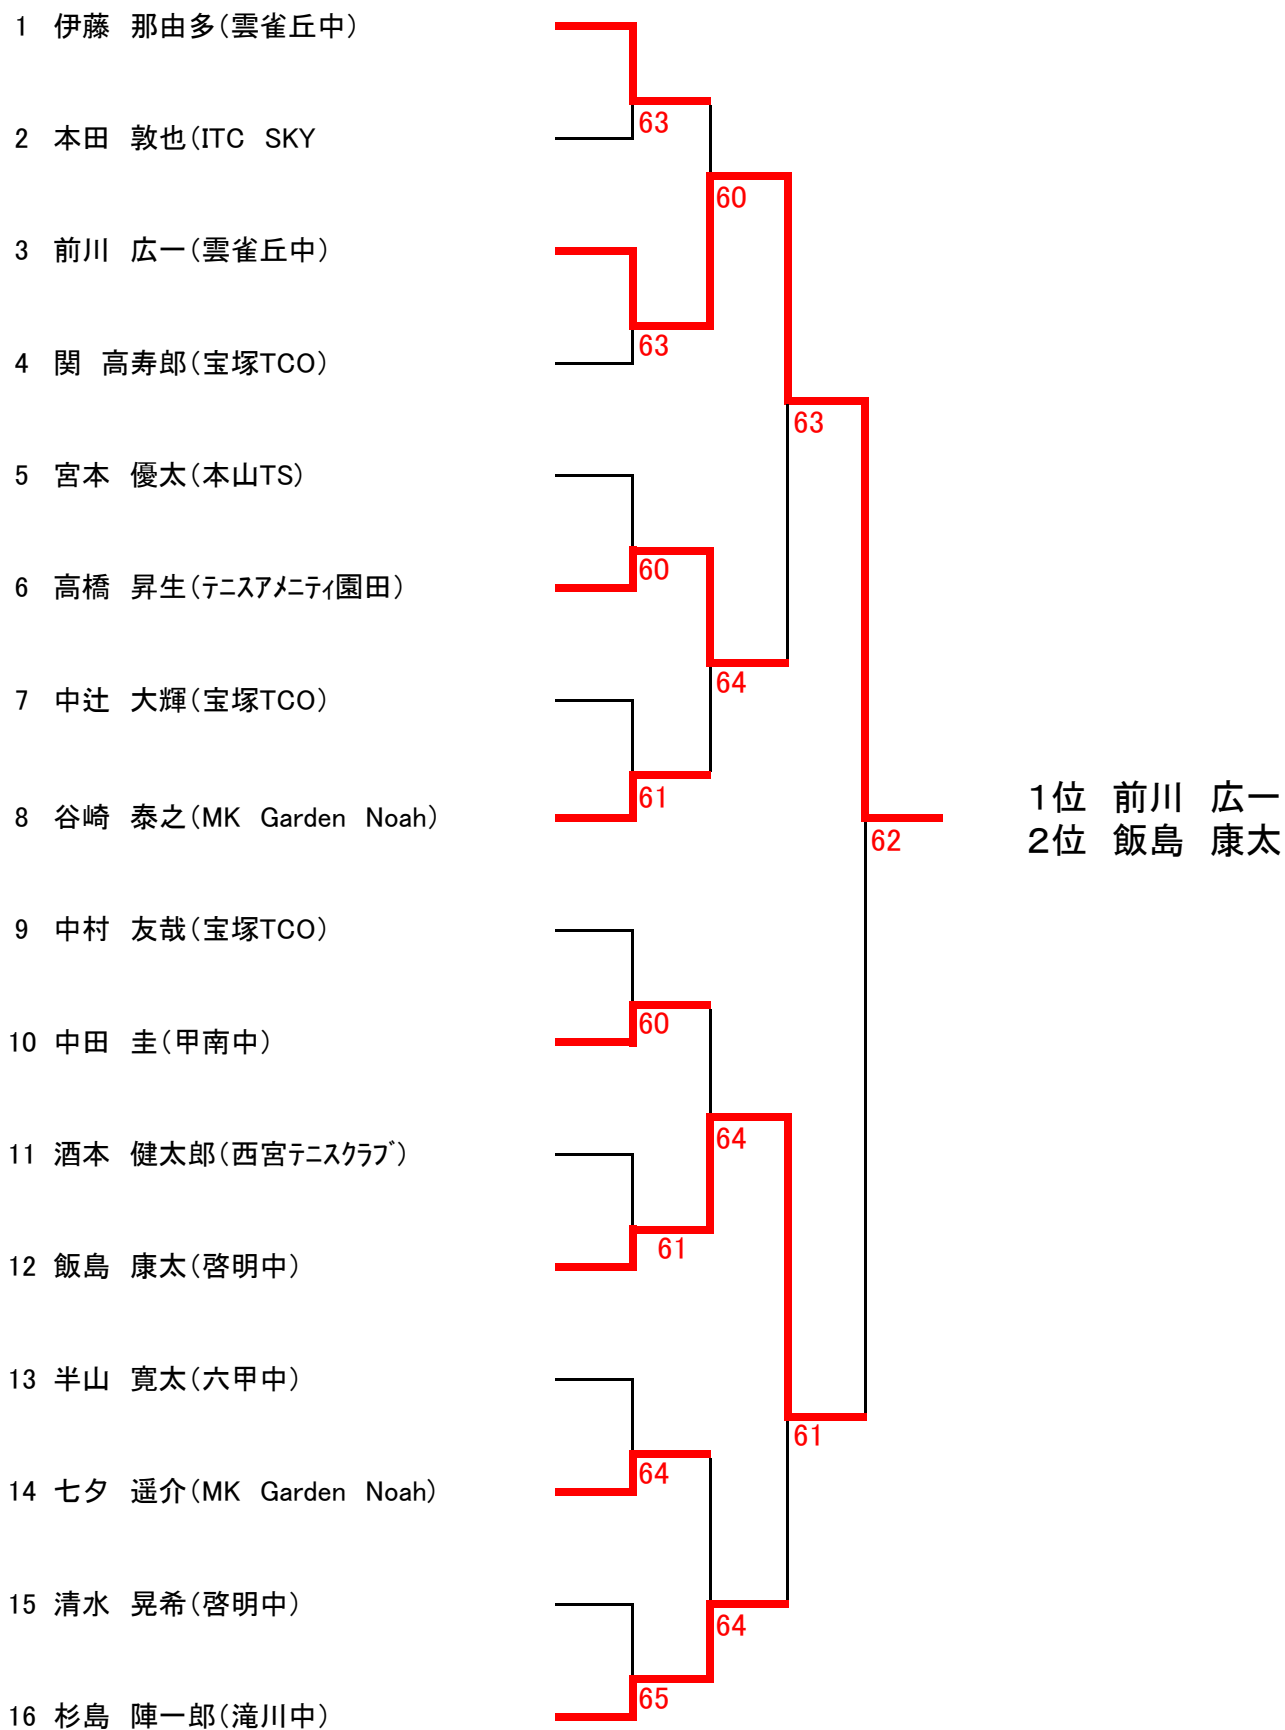 1 伊藤 那由多(雲雀丘中)
63
2 本田 敦也(ITC SKY
60
3 前川 広一(雲雀丘中)
63
4 関 高寿郎(宝塚TCO)
63
5 宮本 優太(本山TS)
60
6 高橋 昇生(テニスアメニティ園田)
64
7 中辻 大輝(宝塚TCO)
61
8 谷崎 泰之(MK Garden Noah)
1位 前川 広一
2位 飯島 康太
62
9 中村 友哉(宝塚TCO)
60
10 中田 圭(甲南中)
64
11 酒本 健太郎(西宮テニスクラブ)
61
12 飯島 康太(啓明中)
13 半山 寛太(六甲中)
61
64
14 七夕 遥介(MK Garden Noah)
15 清水 晃希(啓明中)
64
65
16 杉島 陣一郎(滝川中)